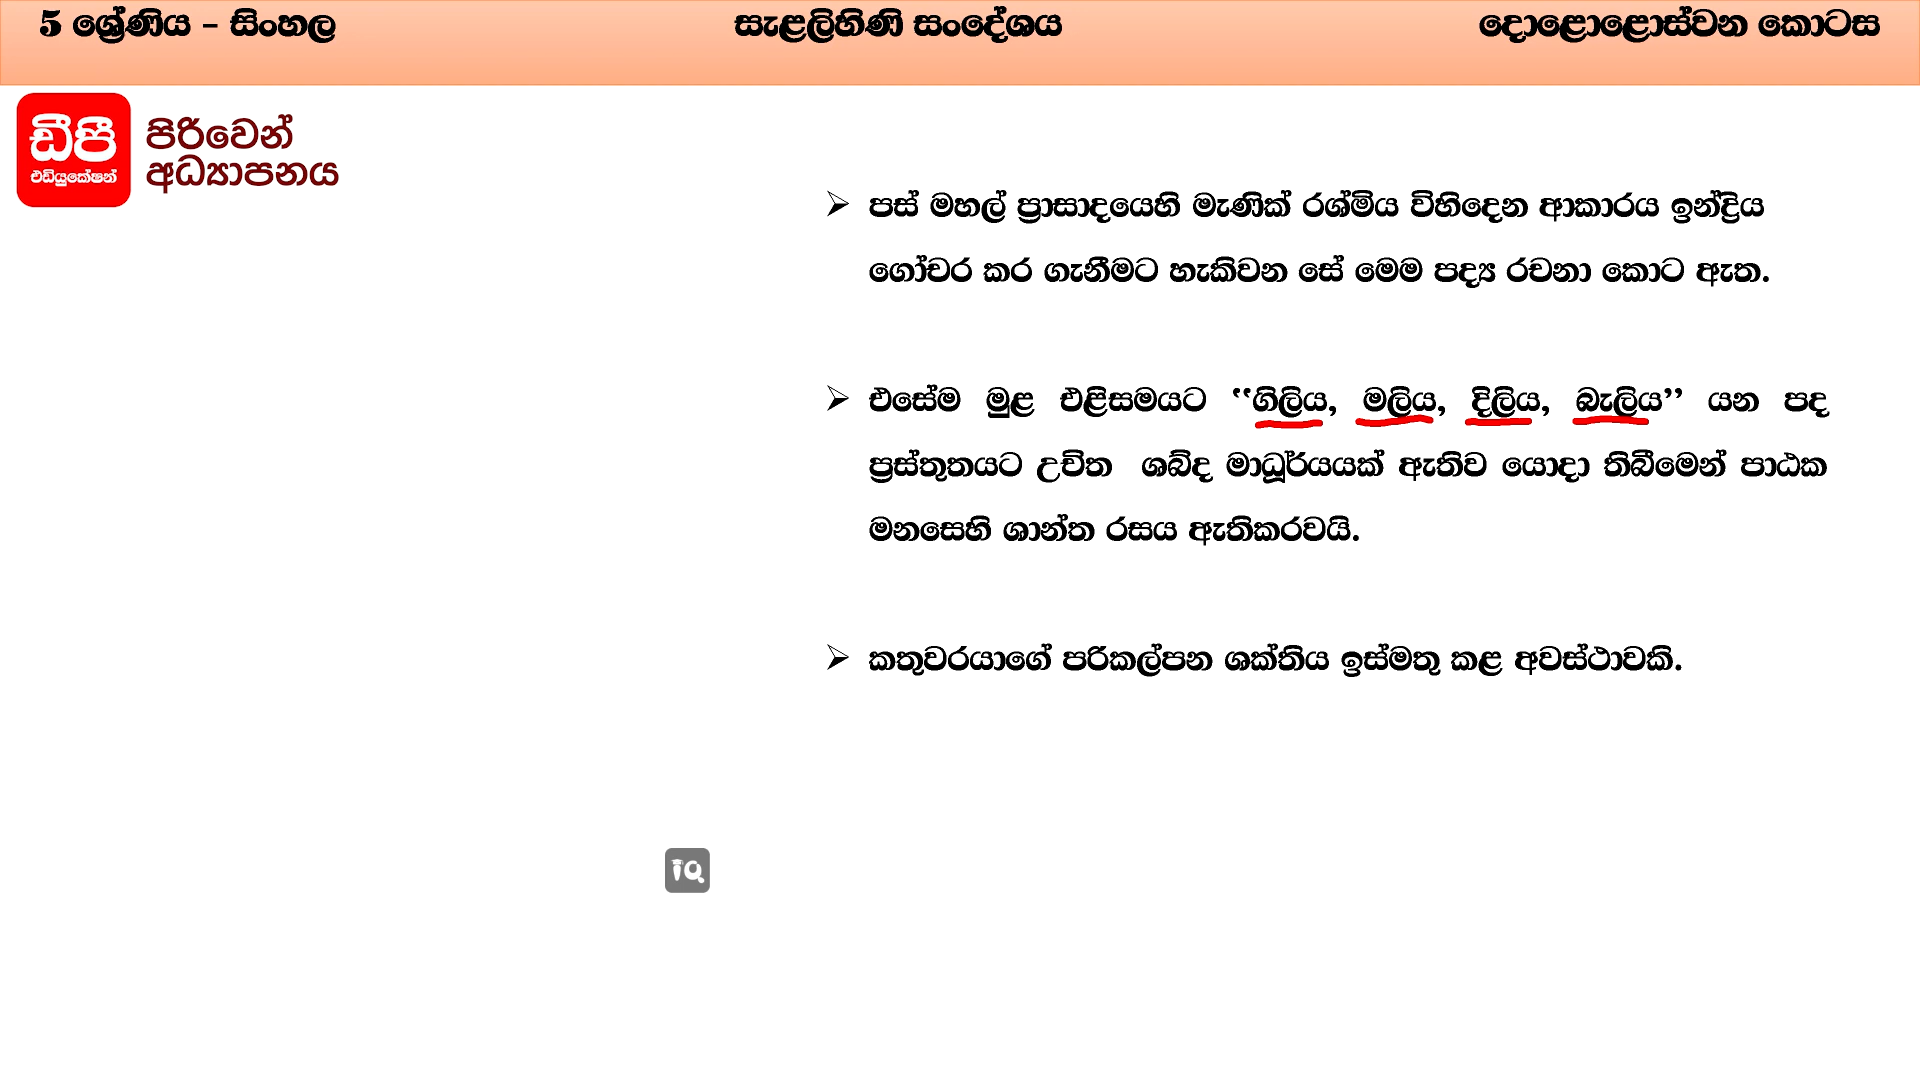 5 ශ්‍රේණිය – සිංහල
සැළලිහිණි සංදේශය
දොළොළොස්වන කොටස
ඩීපී
එඩියුකේෂන්
පිරිවෙන්
අධ්‍යාපනය
➢ පස් මහල් ප්‍රාසාදයෙහි මැණික් රශ්මිය විහිදෙන ආකාරය ඉන්ද්‍රිය
ගෝචර කර ගැනීමට හැකිවන සේ මෙම පද්‍ය රචනා කොට ඇත.
➢ එසේම මුළ එළිසමයට “ගිලිය, මලිය, දිලිය, බැලිය” යන පද
ප්‍රස්තුතයට උචිත ශබ්ද මාධූර්යයක් ඇතිව යොදා තිබීමෙන් පාඨක
මනසෙහි ශාන්ත රසය ඇතිකරවයි.
➢ කතුවරයාගේ පරිකල්පන ශක්තිය ඉස්මතු කළ අවස්ථාවකි.
iQ